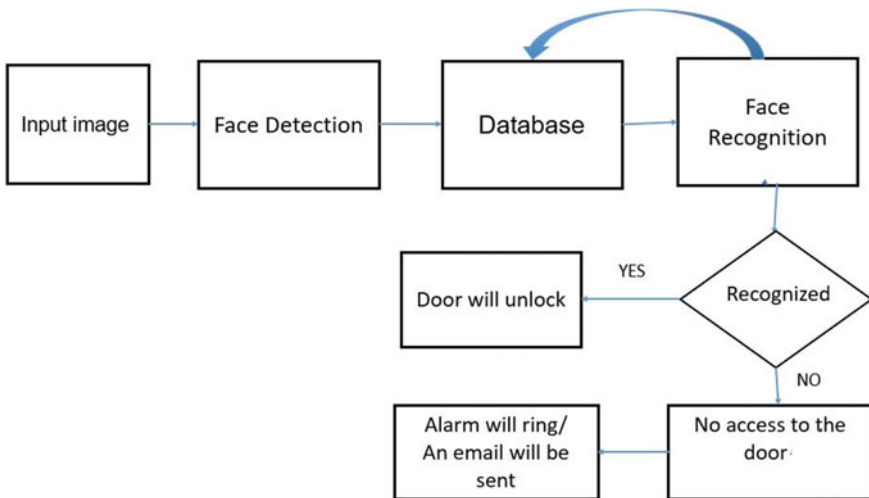 Input image
Face Detection
Database
Face
Recognition
YES
Door will unlock
Recognized
NO
Alarm will ring/
An email will be
sent
No access to the
door